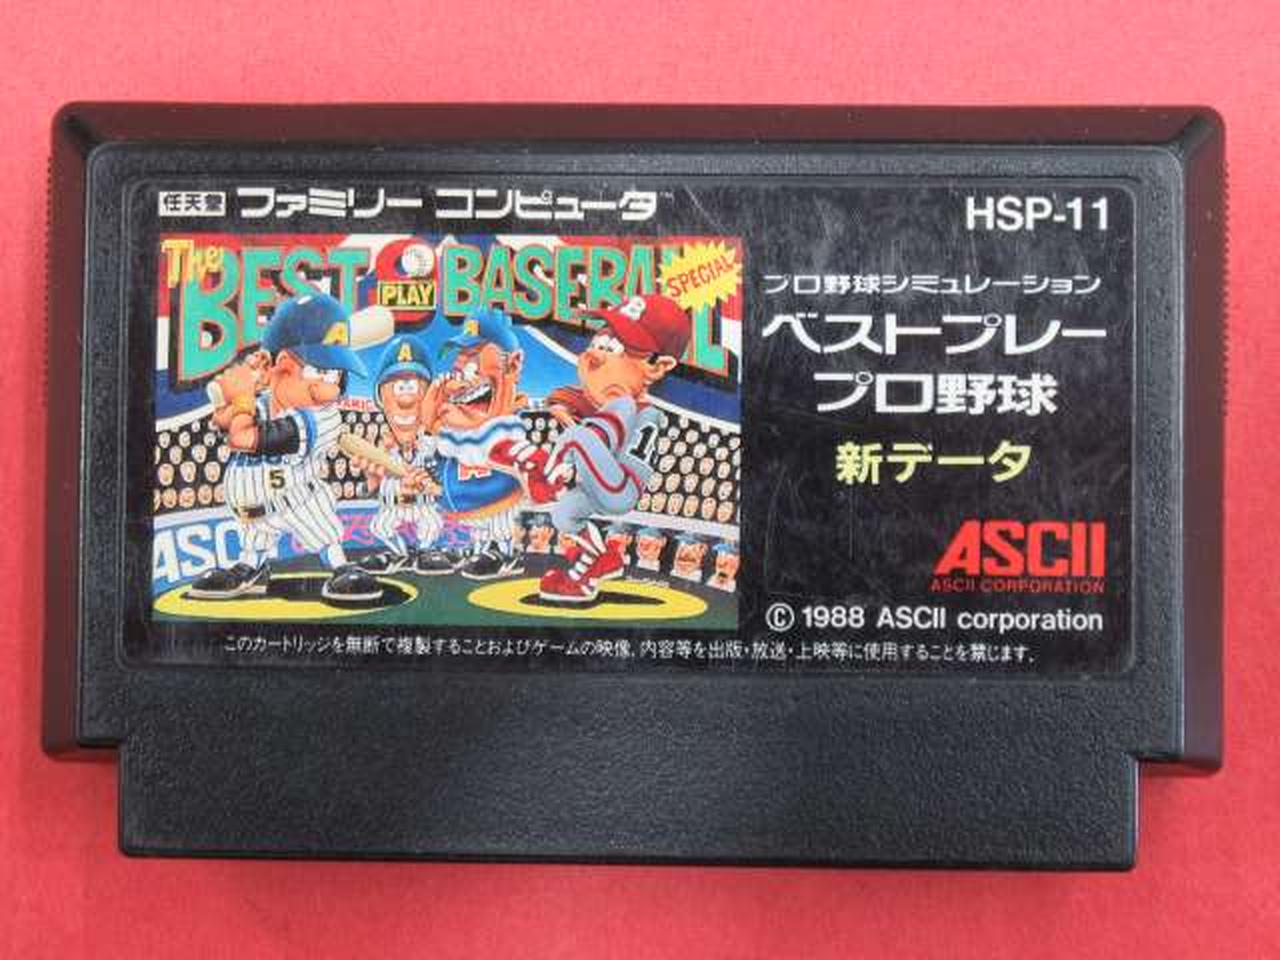 任天堂 ファミリー コンピュータ™
HSP-11
The BEST PLAY BASEBALL
SPECIAL
A
A
A
B
5
1
ASC
プロ野球シミュレーション
ベストプレー
プロ野球
新データ
ASCII
ASCII CORPORATION
© 1988 ASCII corporation
このカートリッジを無断で複製することおよびゲームの映像, 内容等を出版・放送・上映等に使用することを禁じます.